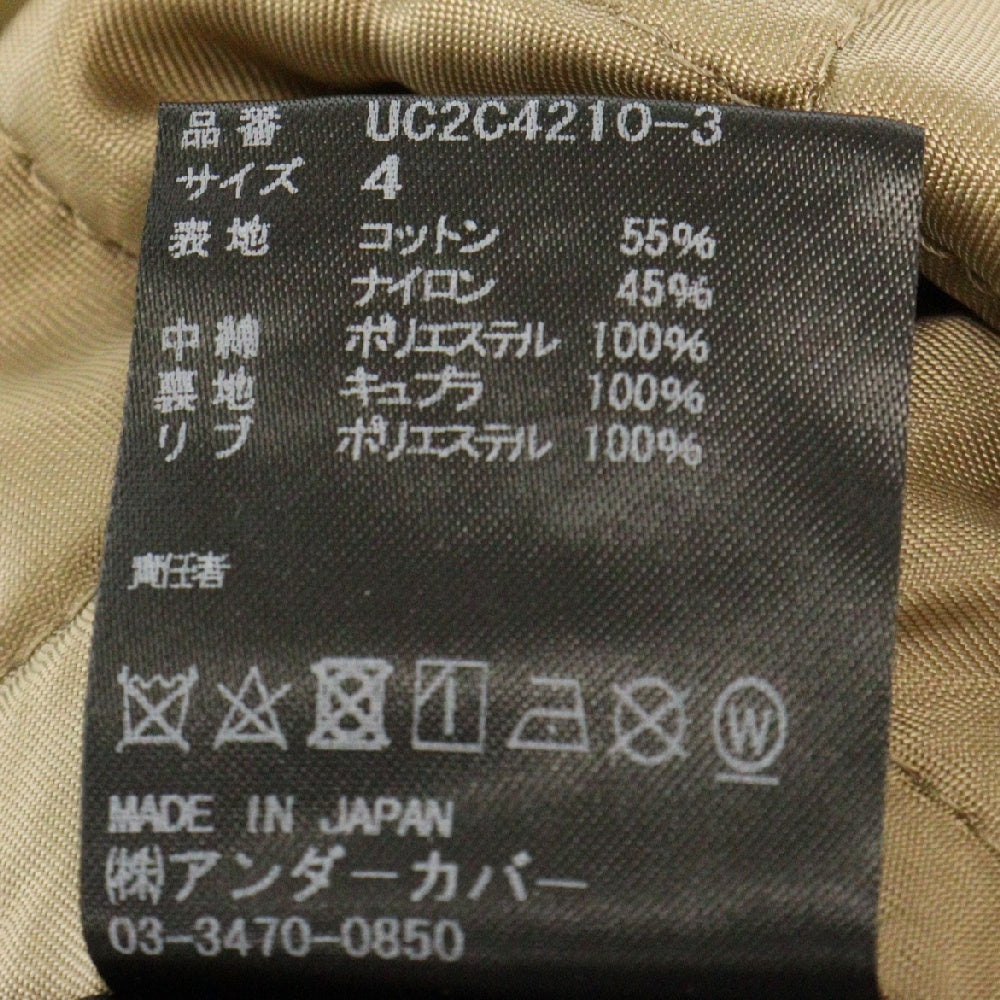 品番 UC2C4210-3
サイズ 4
表地 コットン 55%
ナイロン 45%
中綿 ポリエステル 100%
裏地 キュプラ 100%
リブ ポリエステル 100%
責任者
W
MADE IN JAPAN
㈱アンダーカバー
03-3470-0850